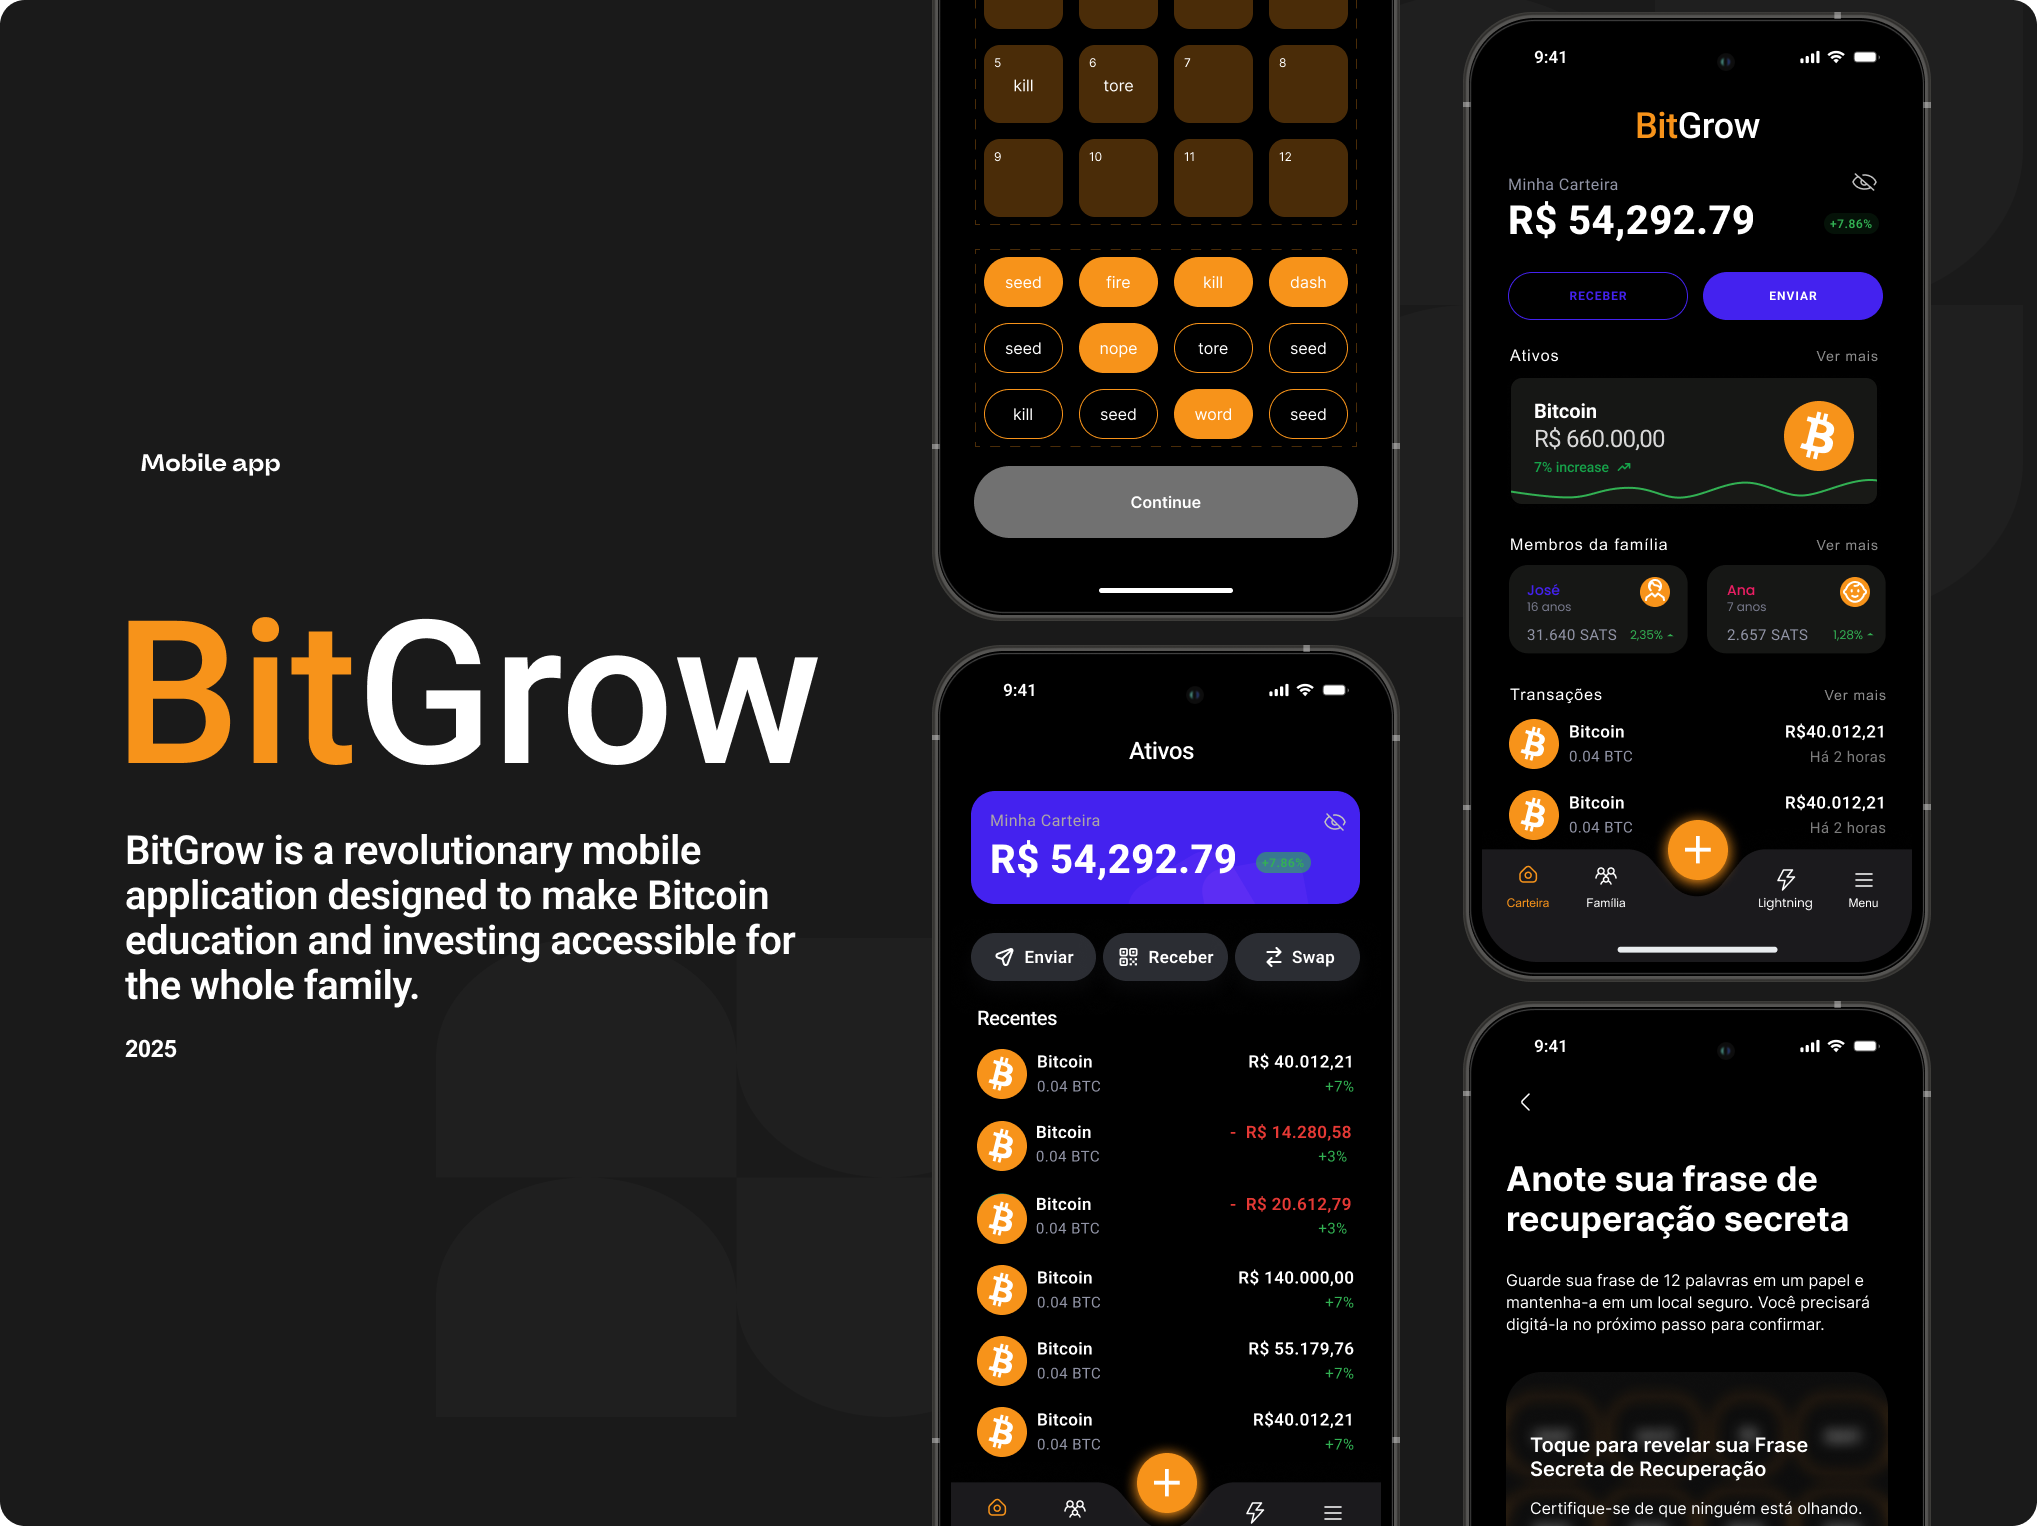 Mobile app
BitGrow
BitGrow is a revolutionary mobile
application designed to make Bitcoin
education and investing accessible for
the whole family.
2025
5
kill
6
tore
7
8
9
10
11
12
seed fire kill dash
seed nope tore seed
kill seed word seed
Continue
9:41
Ativos
Minha Carteira
R$ 54,292.79 +7.86%
Enviar Receber Swap
Recentes
Bitcoin R$ 40.012,21
0.04 BTC +7%
Bitcoin - R$ 14.280,58
0.04 BTC +3%
Bitcoin - R$ 20.612,79
0.04 BTC +3%
Bitcoin R$ 140.000,00
0.04 BTC +7%
Bitcoin R$ 55.179,76
0.04 BTC +7%
Bitcoin R$40.012,21
0.04 BTC +7%
9:41
BitGrow
Minha Carteira
R$ 54,292.79 +7.86%
RECEBER ENVIAR
Ativos Ver mais
Bitcoin
R$ 660.00,00
7% increase
Membros da família Ver mais
José
16 anos
31.640 SATS 2,35%
Ana
7 anos
2.657 SATS 1,28%
Transações Ver mais
Bitcoin R$40.012,21
0.04 BTC Há 2 horas
Bitcoin R$40.012,21
0.04 BTC Há 2 horas
Carteira Família Lightning Menu
9:41
Anote sua frase de
recuperação secreta
Guarde sua frase de 12 palavras em um papel e
mantenha-a em um local seguro. Você precisará
digitá-la no próximo passo para confirmar.
Toque para revelar sua Frase
Secreta de Recuperação
Certifique-se de que ninguém está olhando.